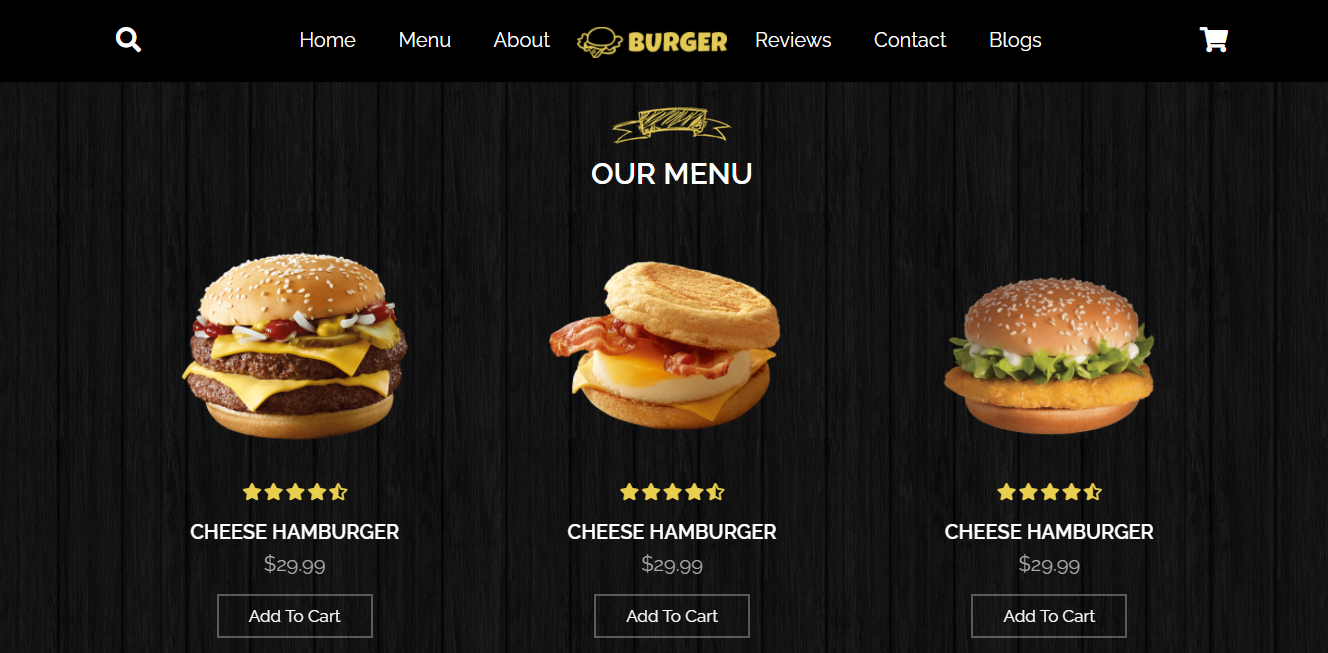 Home Menu About BURGER Reviews Contact Blogs
OUR MENU
CHEESE HAMBURGER CHEESE HAMBURGER CHEESE HAMBURGER
$29.99 $29.99 $29.99
Add To Cart Add To Cart Add To Cart